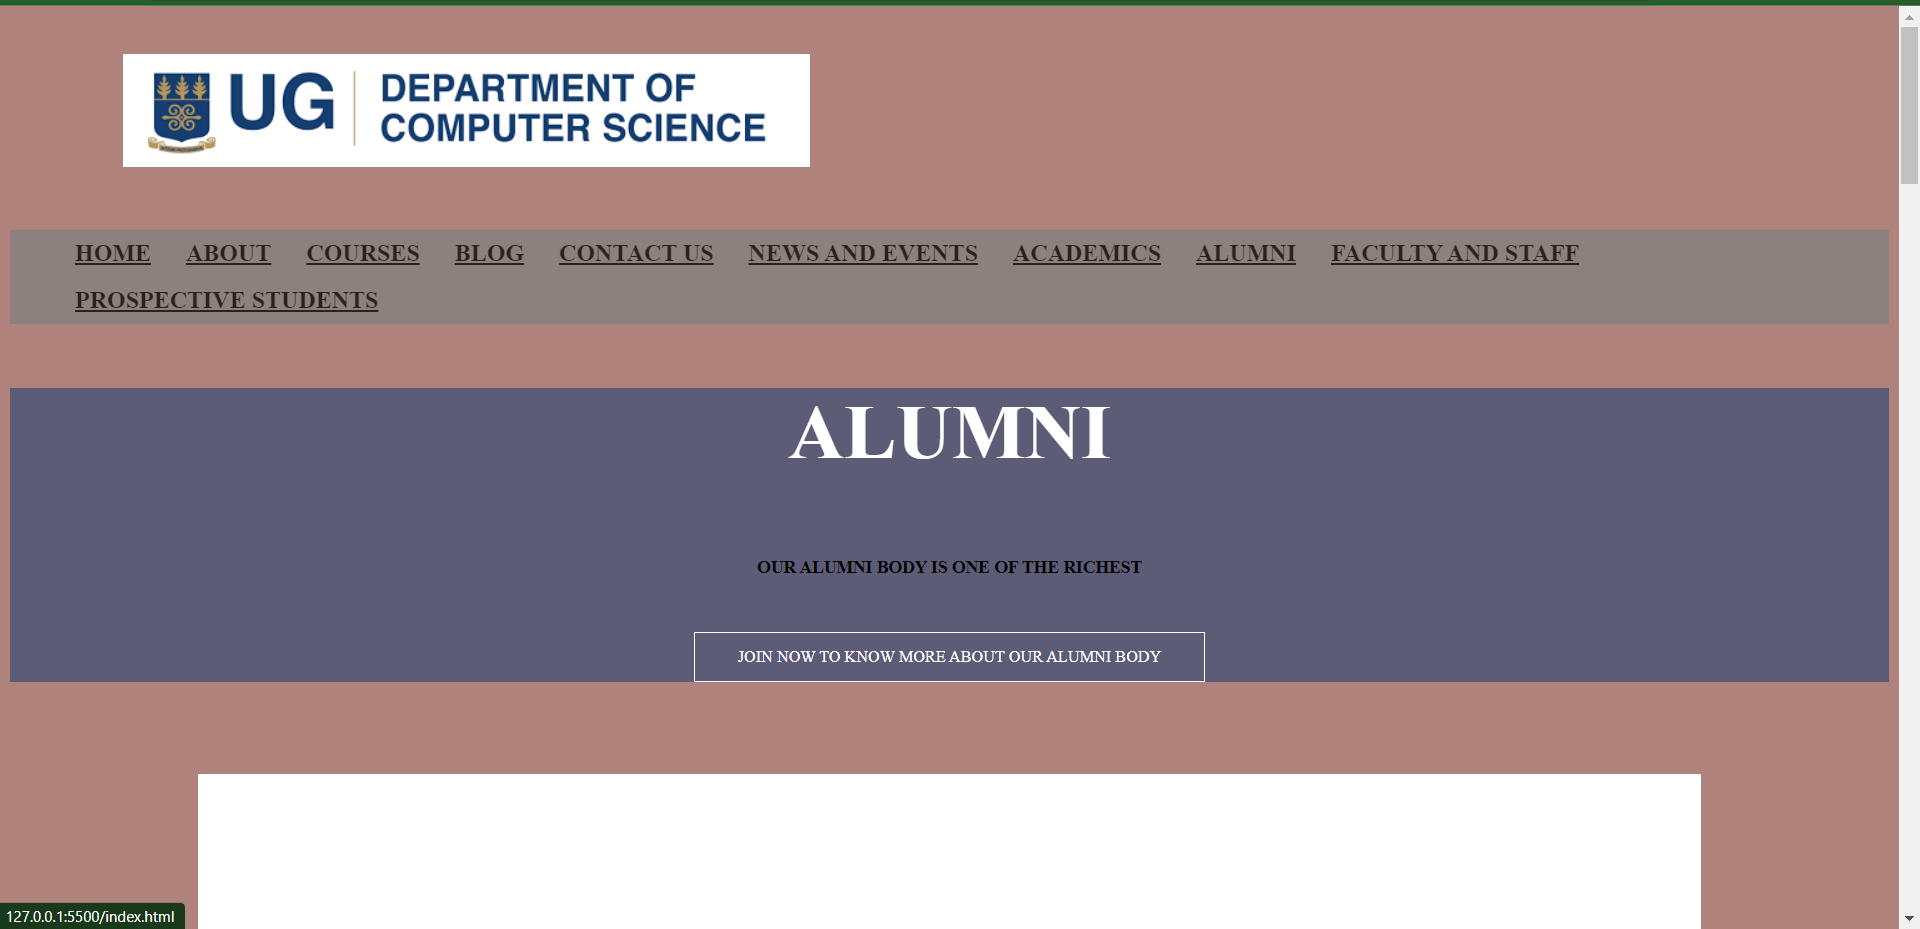 UG
DEPARTMENT OF
COMPUTER SCIENCE
HOME ABOUT COURSES BLOG CONTACT US NEWS AND EVENTS ACADEMICS ALUMNI FACULTY AND STAFF
PROSPECTIVE STUDENTS
ALUMNI
OUR ALUMNI BODY IS ONE OF THE RICHEST
JOIN NOW TO KNOW MORE ABOUT OUR ALUMNI BODY
127.0.0.1:5500/index.html